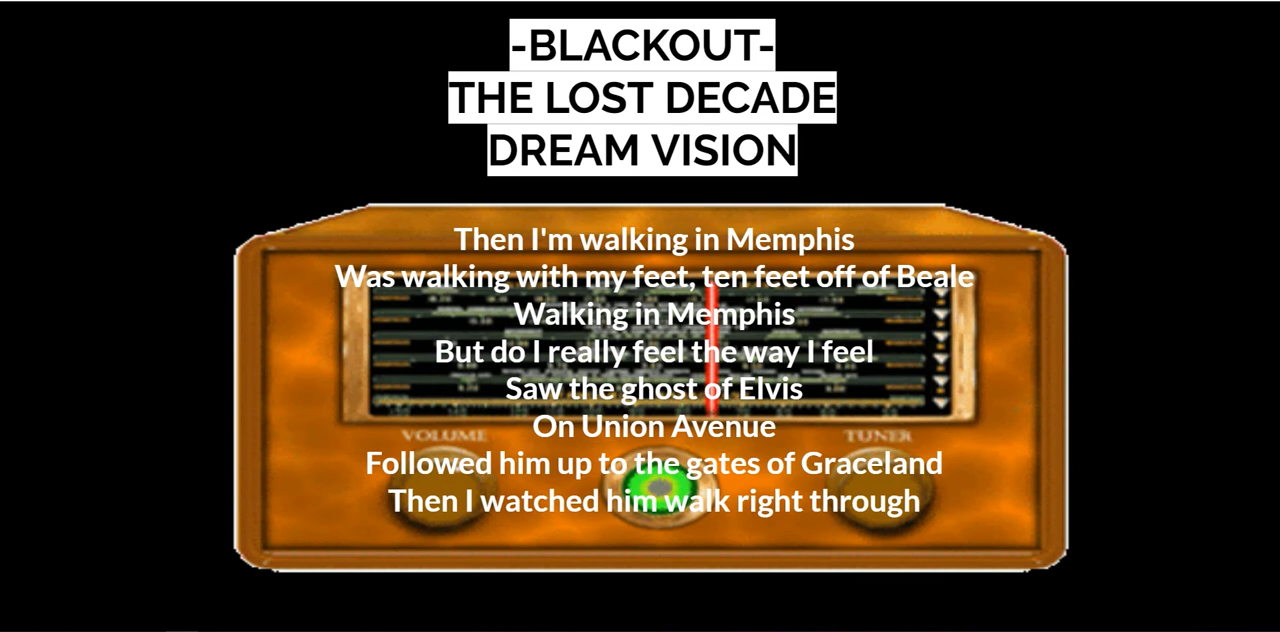 -BLACKOUT-
THE LOST DECADE
DREAM VISION
Then I'm walking in Memphis
Was walking with my feet, ten feet off of Beale
Walking in Memphis
But do I really feel the way I feel
Saw the ghost of Elvis
On Union Avenue
VOLUME
TUNER
Followed him up to the gates of Graceland
Then I watched him walk right through